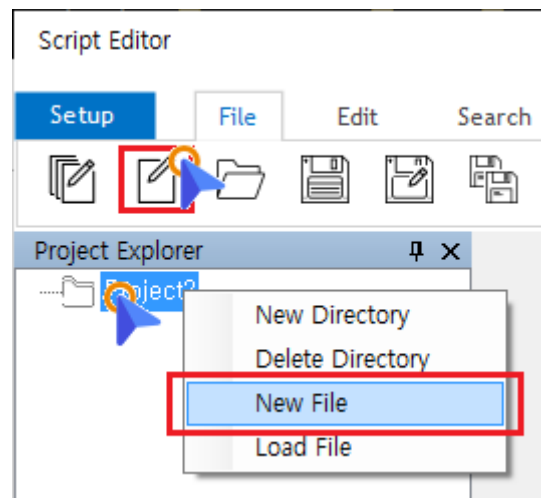 Script Editor
Setup File Edit Search
Project Explorer
New Directory
Delete Directory
New File
Load File